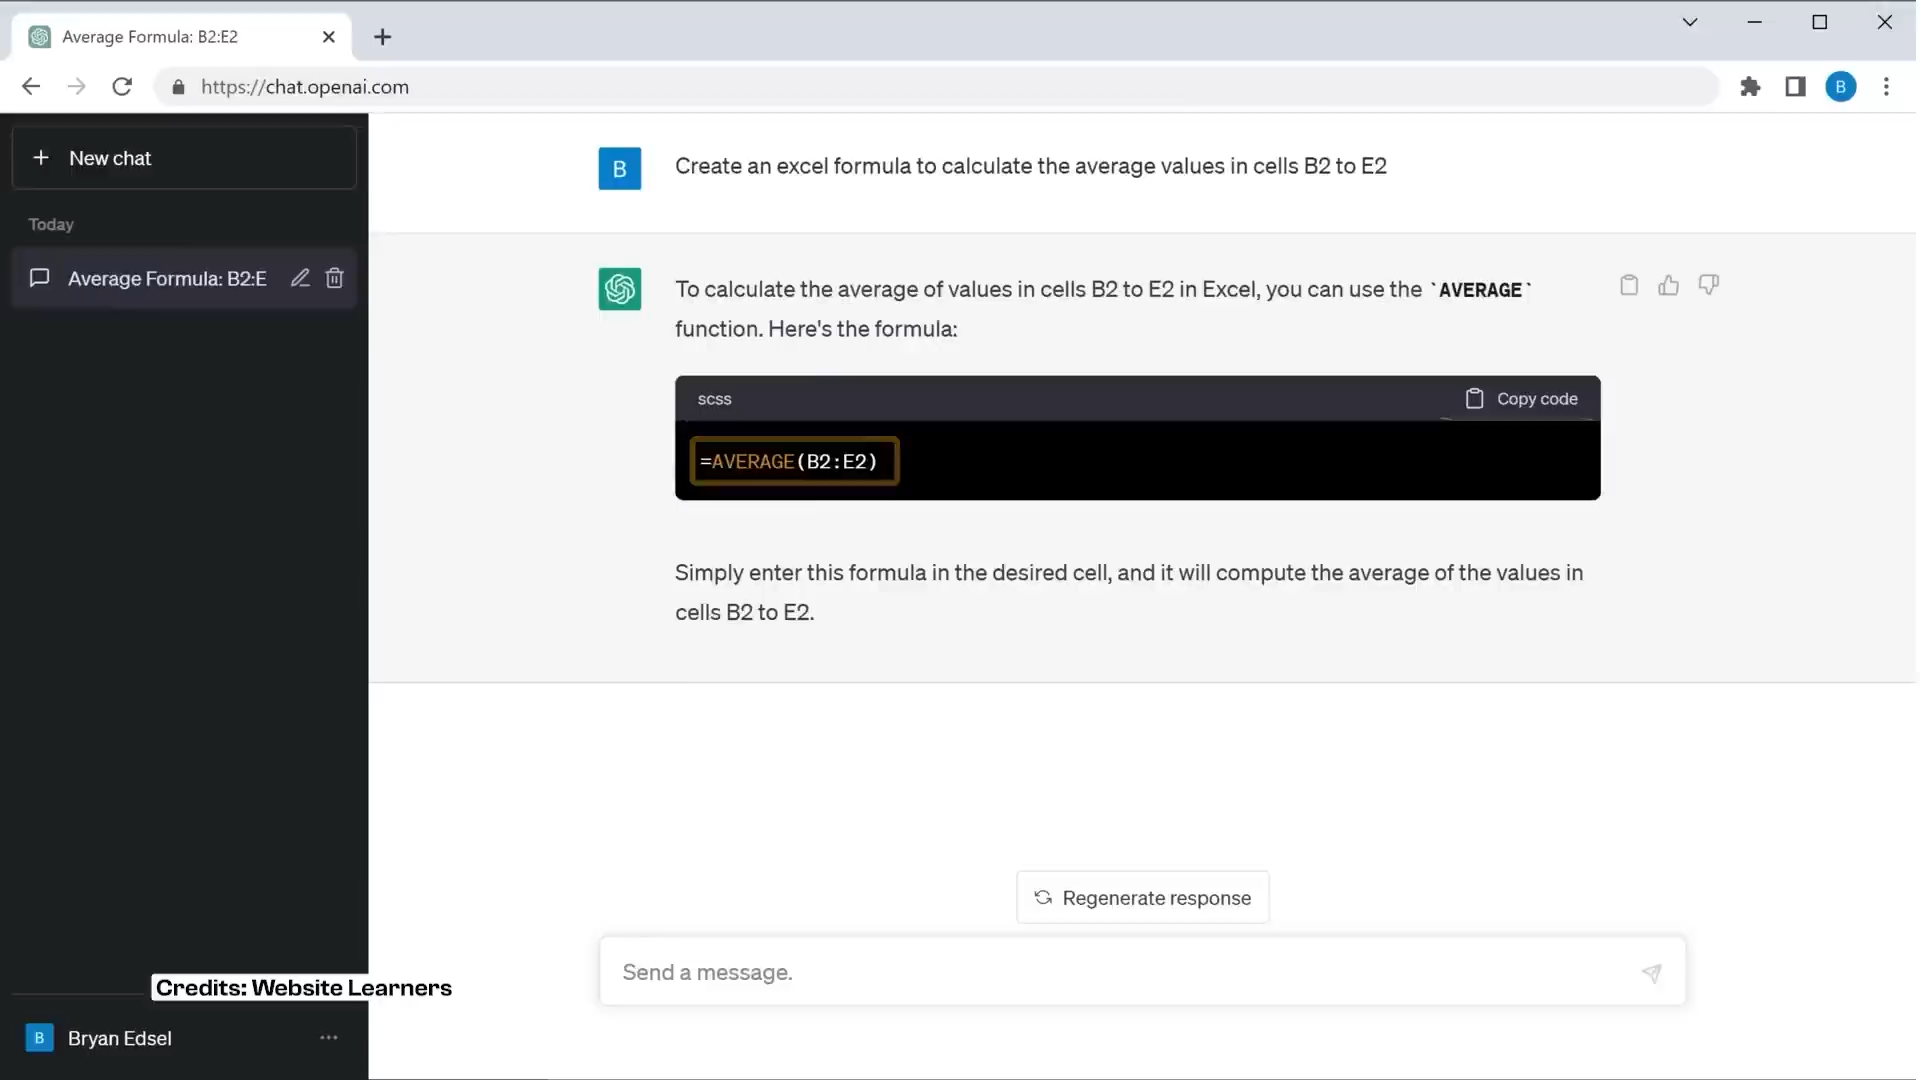 Average Formula: B2:E2
https://chat.openai.com
B
New chat
Today
Average Formula: B2:E
B
Create an excel formula to calculate the average values in cells B2 to E2
To calculate the average of values in cells B2 to E2 in Excel, you can use the `AVERAGE`
function. Here's the formula:
scss
Copy code
=AVERAGE(B2:E2)
Simply enter this formula in the desired cell, and it will compute the average of the values in
cells B2 to E2.
Regenerate response
Send a message.
Credits: Website Learners
B
Bryan Edsel